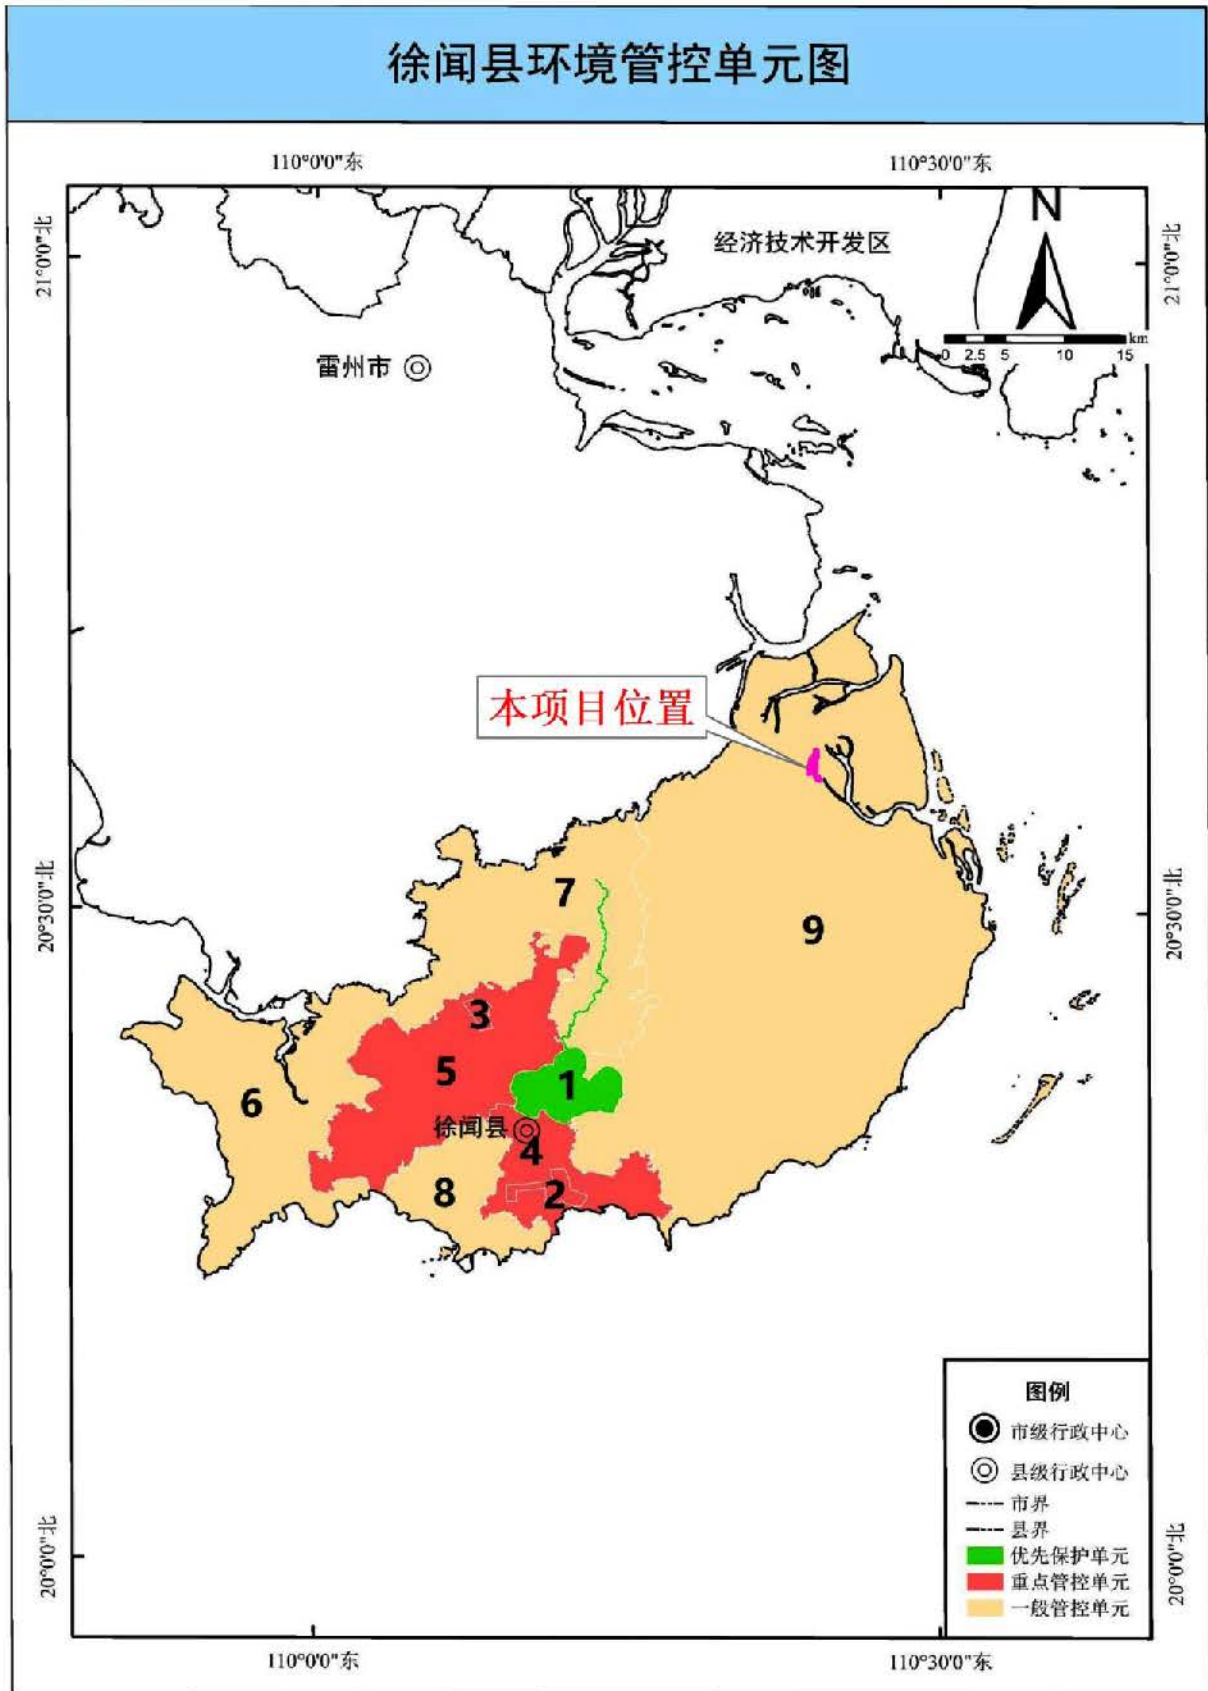 徐闻县环境管控单元图
110°0'0"东
110°30'0"东
21°0'0"北
21°0'0"北
N
经济技术开发区
km
0 2.5 5 10 15
雷州市
本项目位置
20°30'0"北
20°30'0"北
7
9
3
5
1
6
徐闻县
4
8
2
图例
市级行政中心
县级行政中心
市界
县界
优先保护单元
重点管控单元
一般管控单元
20°0'0"北
20°0'0"北
110°0'0"东
110°30'0"东